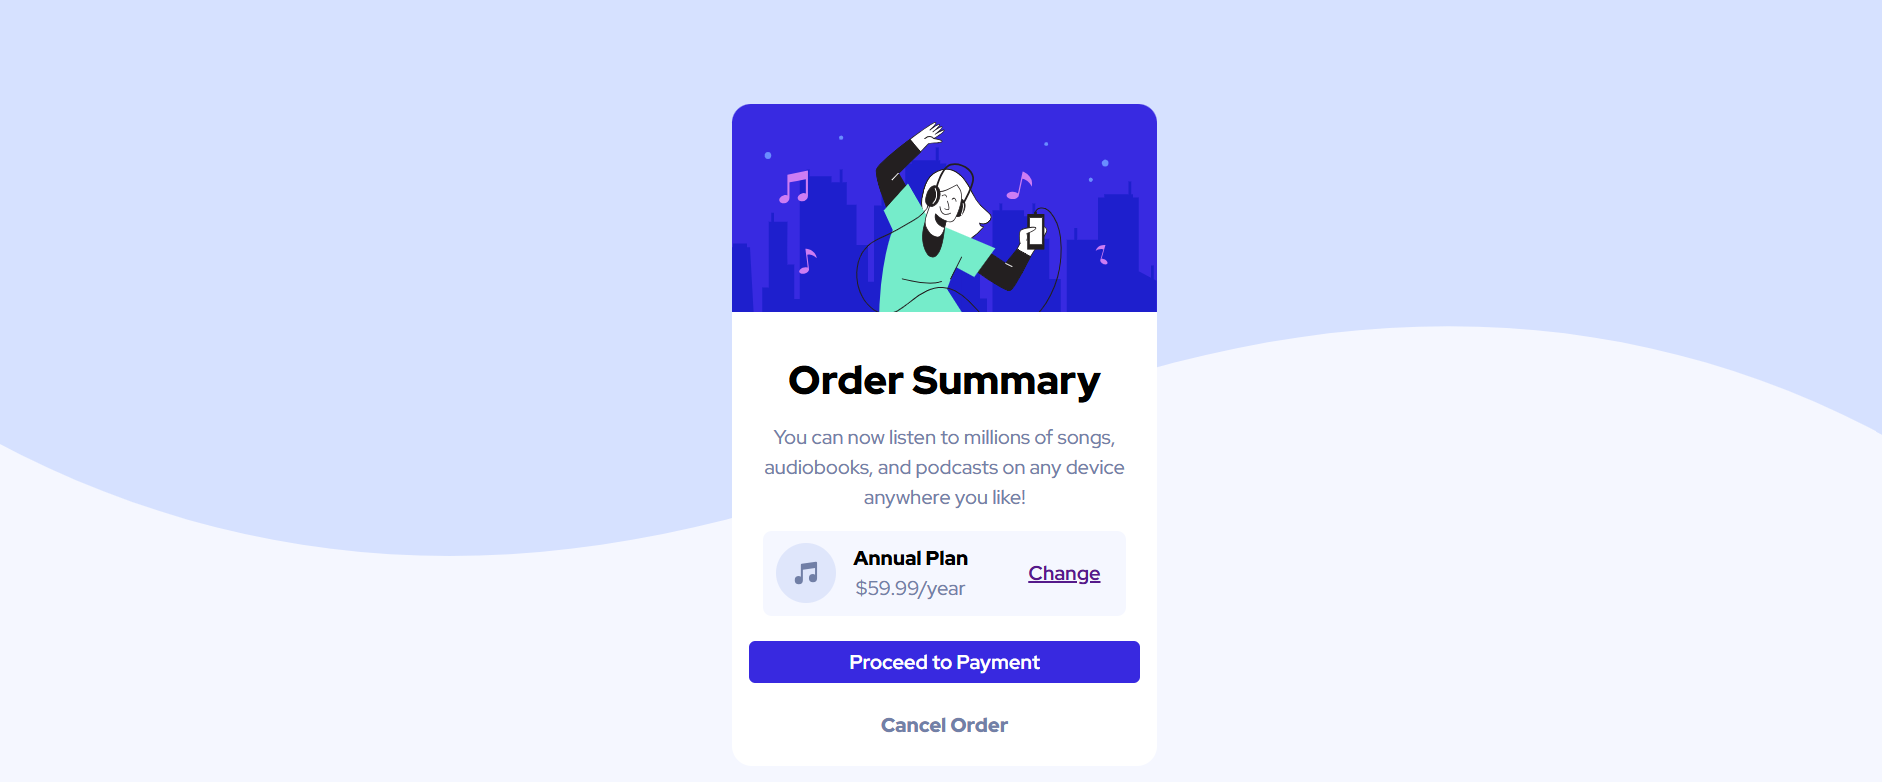 Order Summary
You can now listen to millions of songs,
audiobooks, and podcasts on any device
anywhere you like!
Annual Plan
$59.99/year
Change
Proceed to Payment
Cancel Order